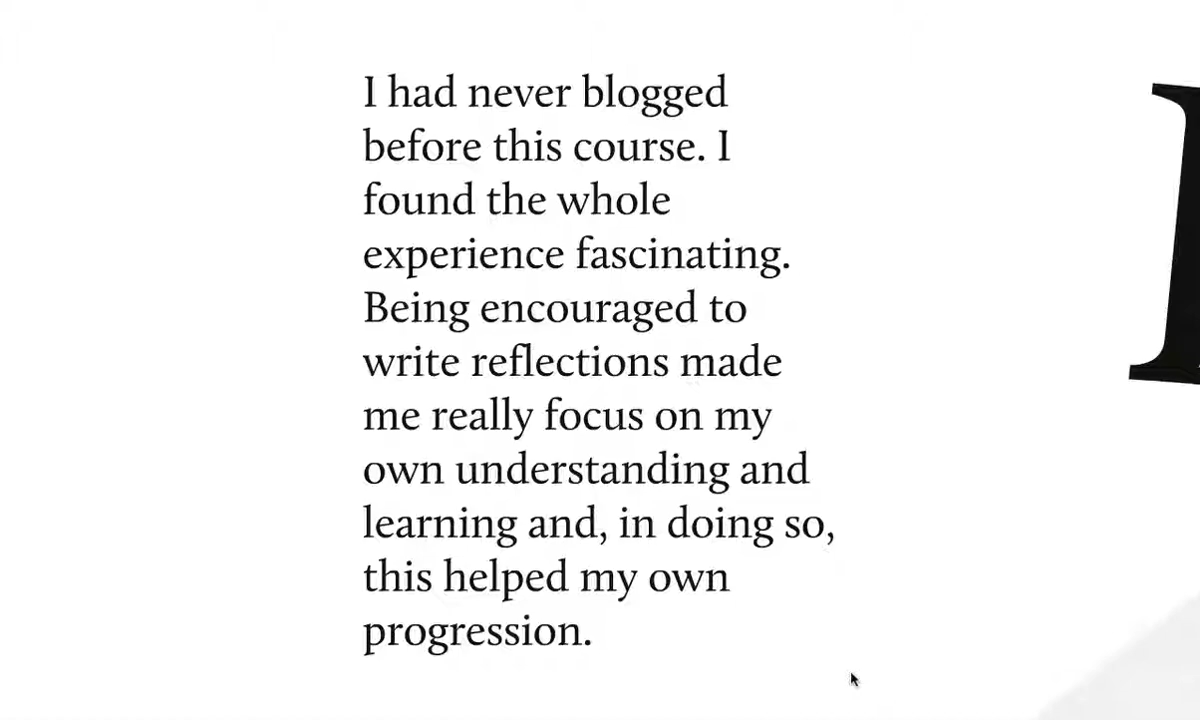 I had never blogged
before this course. I
found the whole
experience fascinating.
Being encouraged to
write reflections made
me really focus on my
own understanding and
learning and, in doing so,
this helped my own
progression.